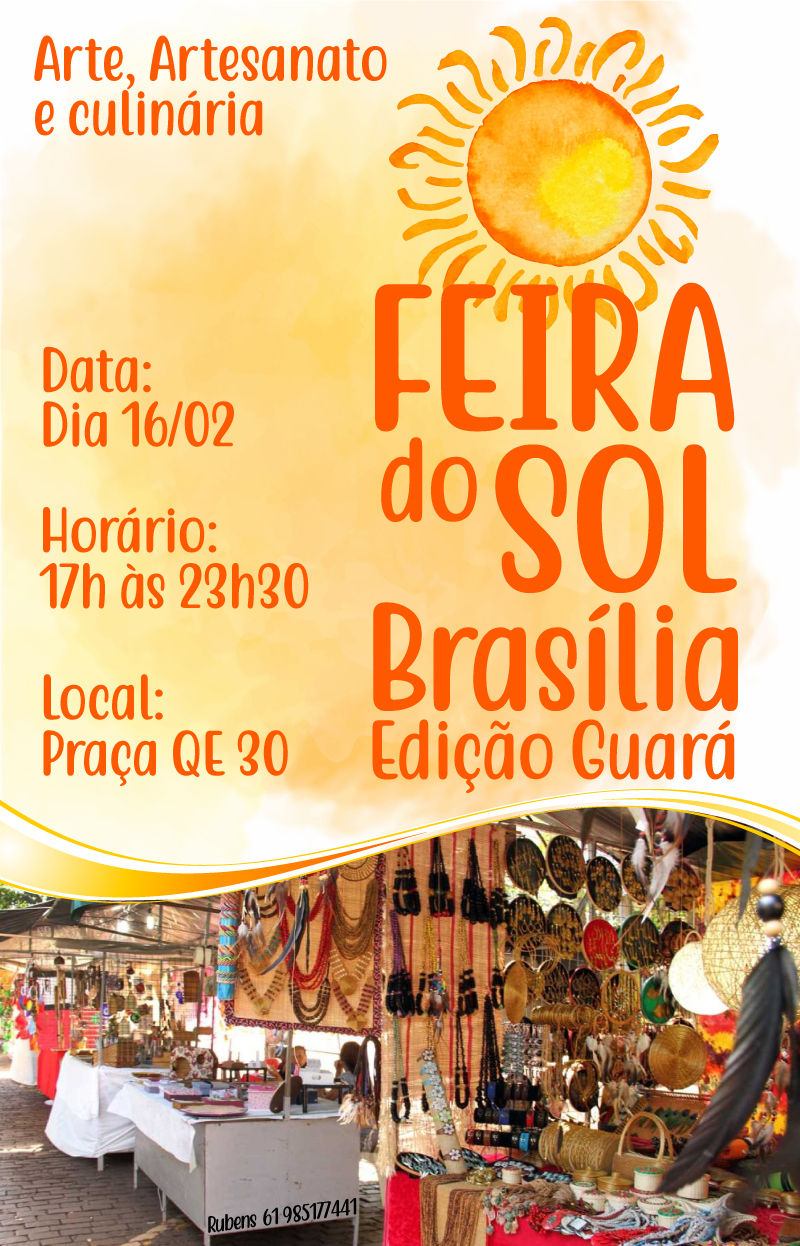 Arte, Artesanato
e culinária
FEIRA
do SOL
Brasília
Edição Guará
Data:
Dia 16/02
Horário:
17h às 23h30
Local:
Praça QE 30
Rubens 61 985177441